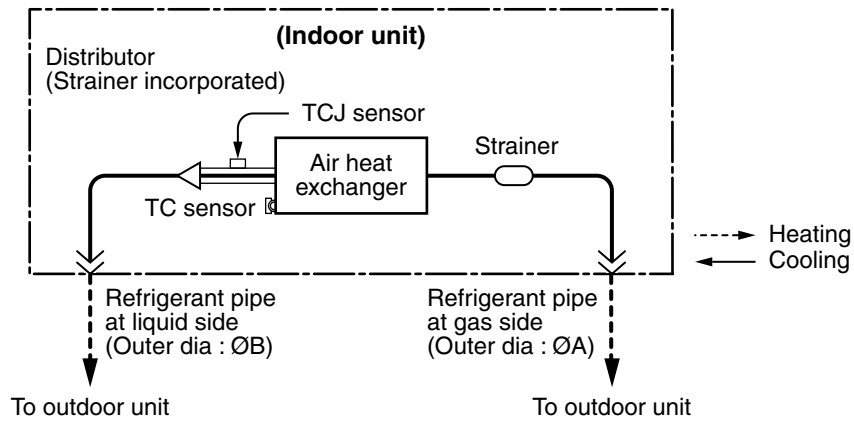 (Indoor unit)
Distributor
(Strainer incorporated)
TCJ sensor
Air heat
exchanger
Strainer
TC sensor
Heating
Cooling
Refrigerant pipe
at liquid side
(Outer dia : ØB)
Refrigerant pipe
at gas side
(Outer dia : ØA)
To outdoor unit
To outdoor unit